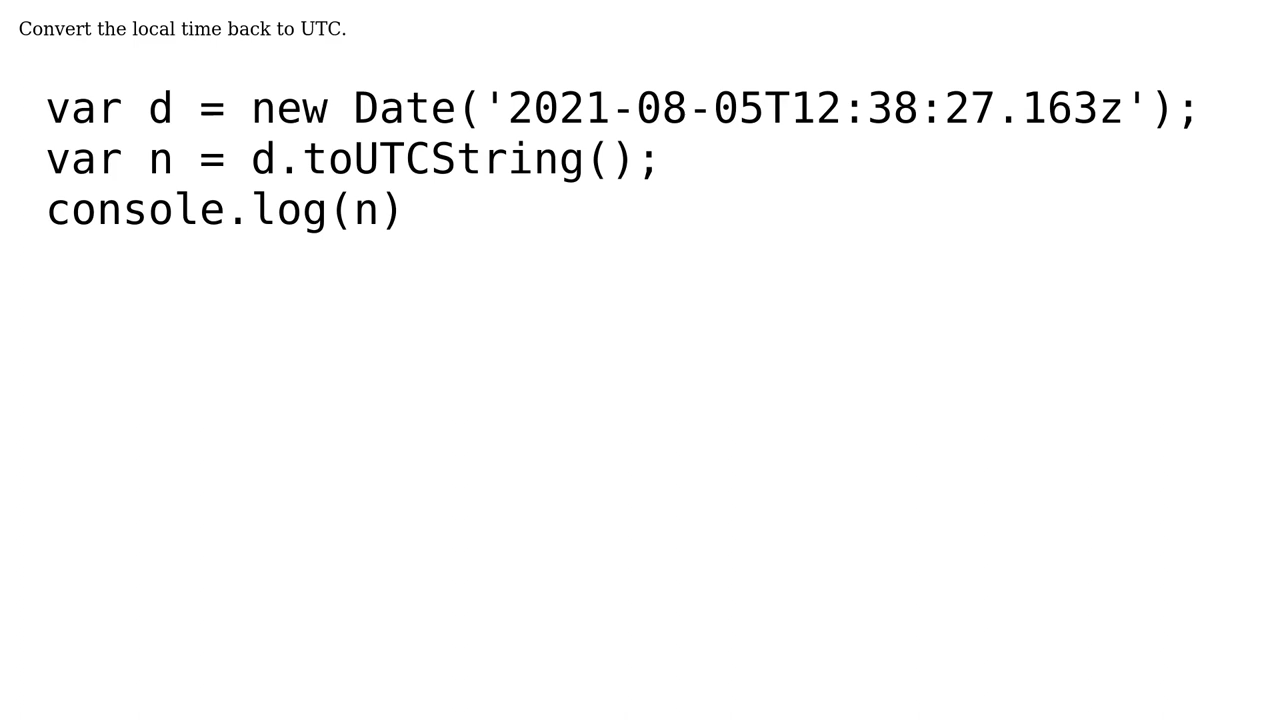 Convert the local time back to UTC.
var d = new Date('2021-08-05T12:38:27.163z');
var n = d.toUTCString();
console.log(n)